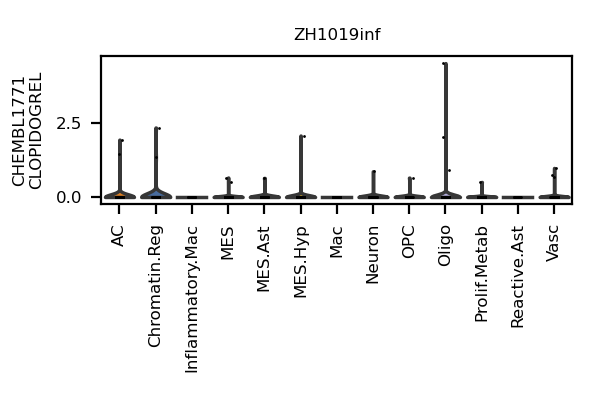 ZH1019inf
CHEMBL1771
CLOPIDOGREL
2.5
0.0
AC
Chromatin.Reg
Inflammatory.Mac
MES
MES.Ast
MES.Hyp
Mac
Neuron
OPC
Oligo
Prolif.Metab
Reactive.Ast
Vasc